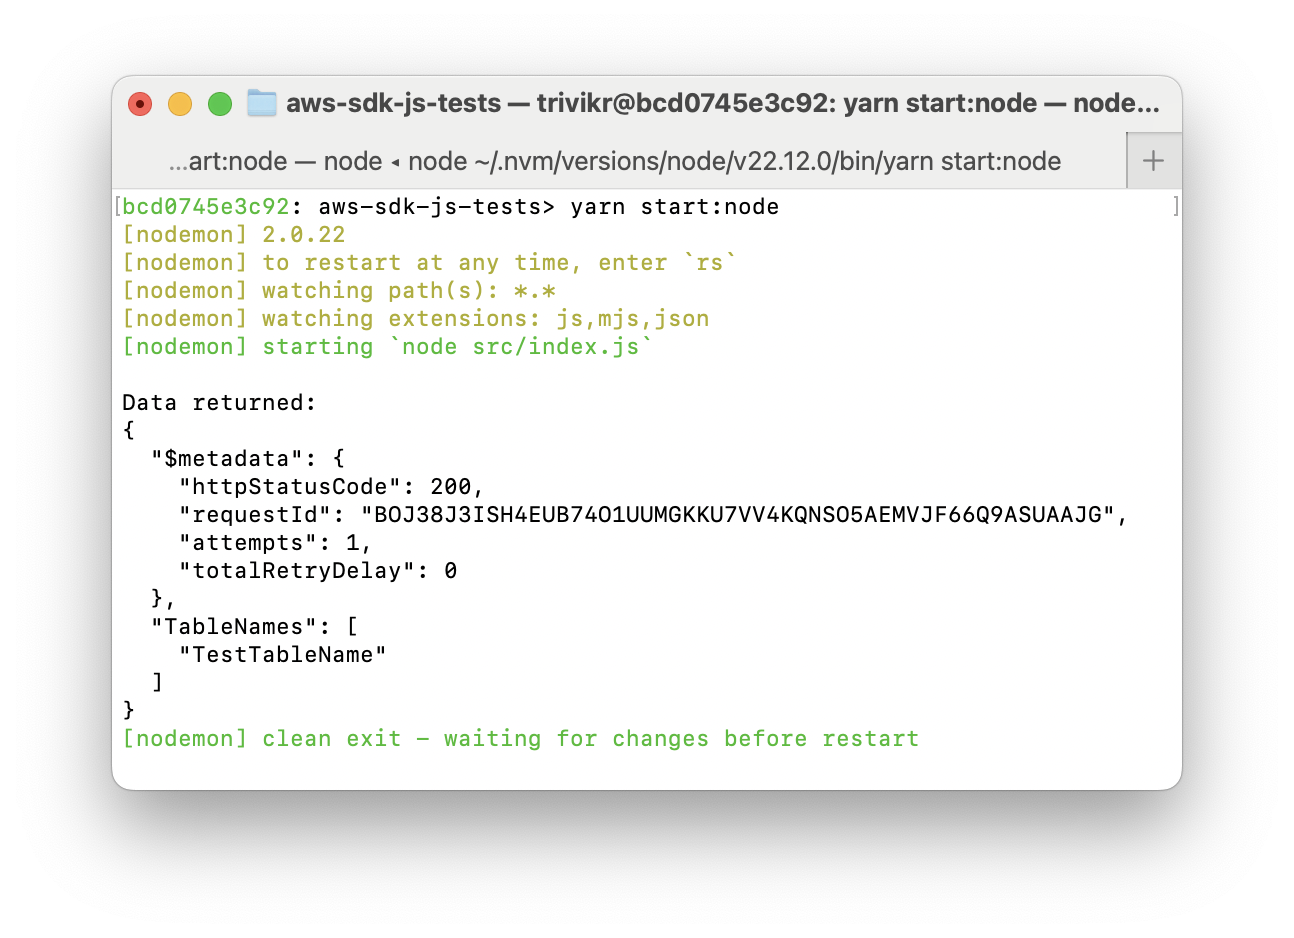 aws-sdk-js-tests — trivikr@bcd0745e3c92: yarn start:node — node...
...art:node — node ◂ node ~/.nvm/versions/node/v22.12.0/bin/yarn start:node
[bcd0745e3c92: aws-sdk-js-tests> yarn start:node ]
[nodemon] 2.0.22
[nodemon] to restart at any time, enter `rs`
[nodemon] watching path(s): *.*
[nodemon] watching extensions: js,mjs,json
[nodemon] starting `node src/index.js`
Data returned:
{
  "$metadata": {
    "httpStatusCode": 200,
    "requestId": "BOJ38J3ISH4EUB74O1UUMGKKU7VV4KQNSO5AEMVJF66Q9ASUAAJG",
    "attempts": 1,
    "totalRetryDelay": 0
  },
  "TableNames": [
    "TestTableName"
  ]
}
[nodemon] clean exit - waiting for changes before restart